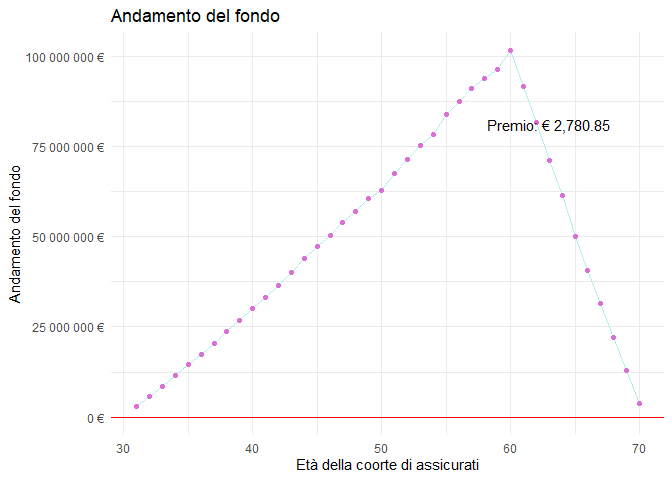 Andamento del fondo
Andamento del fondo
100 000 000 €
75 000 000 €
50 000 000 €
25 000 000 €
0 €
Premio: € 2,780.85
30 40 50 60 70
Età della coorte di assicurati